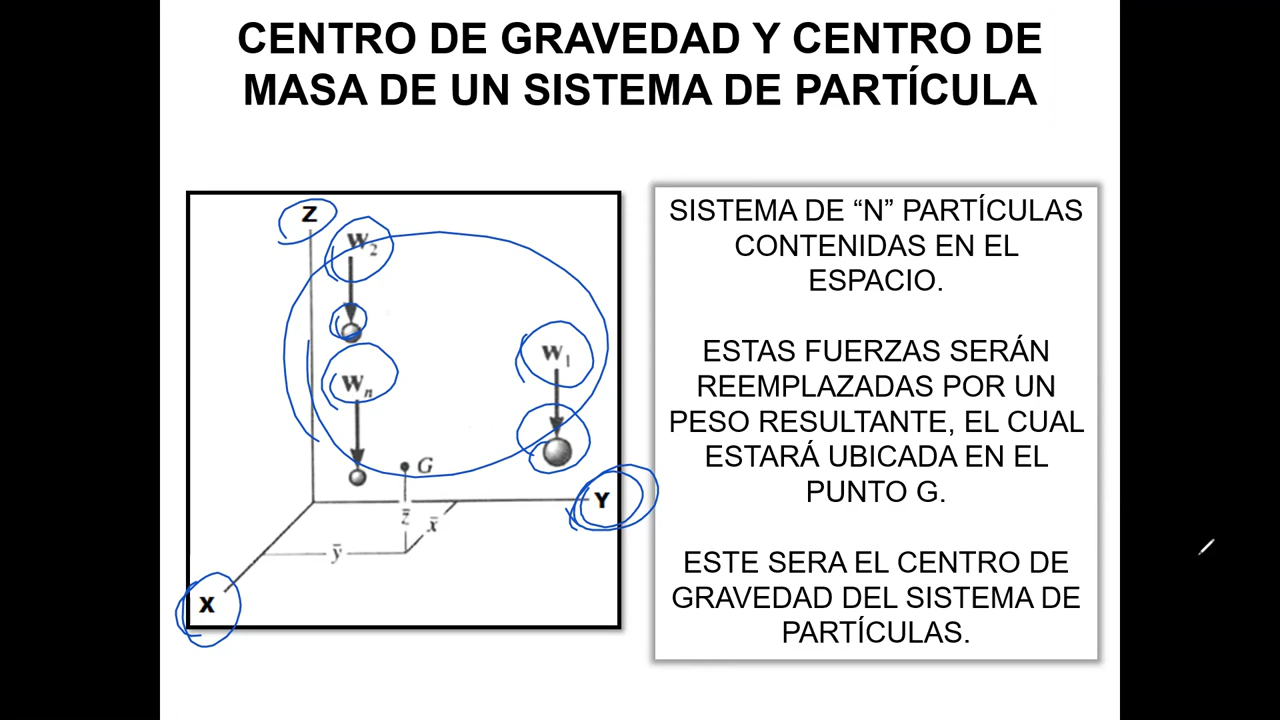 CENTRO DE GRAVEDAD Y CENTRO DE
MASA DE UN SISTEMA DE PARTÍCULA
Z
W₂
Wₙ
W₁
G
Y
z̄
x̄
ȳ
X
SISTEMA DE “N” PARTÍCULAS
CONTENIDAS EN EL
ESPACIO.
ESTAS FUERZAS SERÁN
REEMPLAZADAS POR UN
PESO RESULTANTE, EL CUAL
ESTARÁ UBICADA EN EL
PUNTO G.
ESTE SERA EL CENTRO DE
GRAVEDAD DEL SISTEMA DE
PARTÍCULAS.